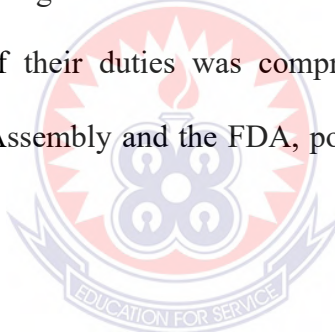 f their duties was compr
Assembly and the FDA, po
EDUCATION FOR SERVICE